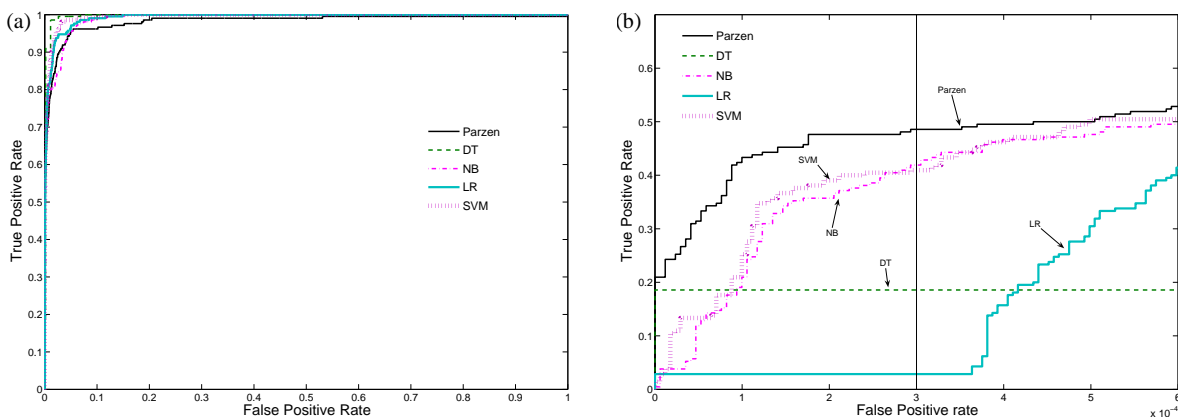 (a)
1
0.9
0.8
0.7
0.6
0.5
0.4
0.3
0.2
0.1
0
True Positive Rate
Parzen
DT
NB
LR
SVM
0 0.1 0.2 0.3 0.4 0.5 0.6 0.7 0.8 0.9 1
False Positive Rate
(b)
0.6
0.5
0.4
0.3
0.2
0.1
0
True Positive Rate
Parzen
DT
NB
LR
SVM
Parzen
SVM
NB
LR
DT
0 1 2 3 4 5 6
False Positive rate
x 10⁻⁴